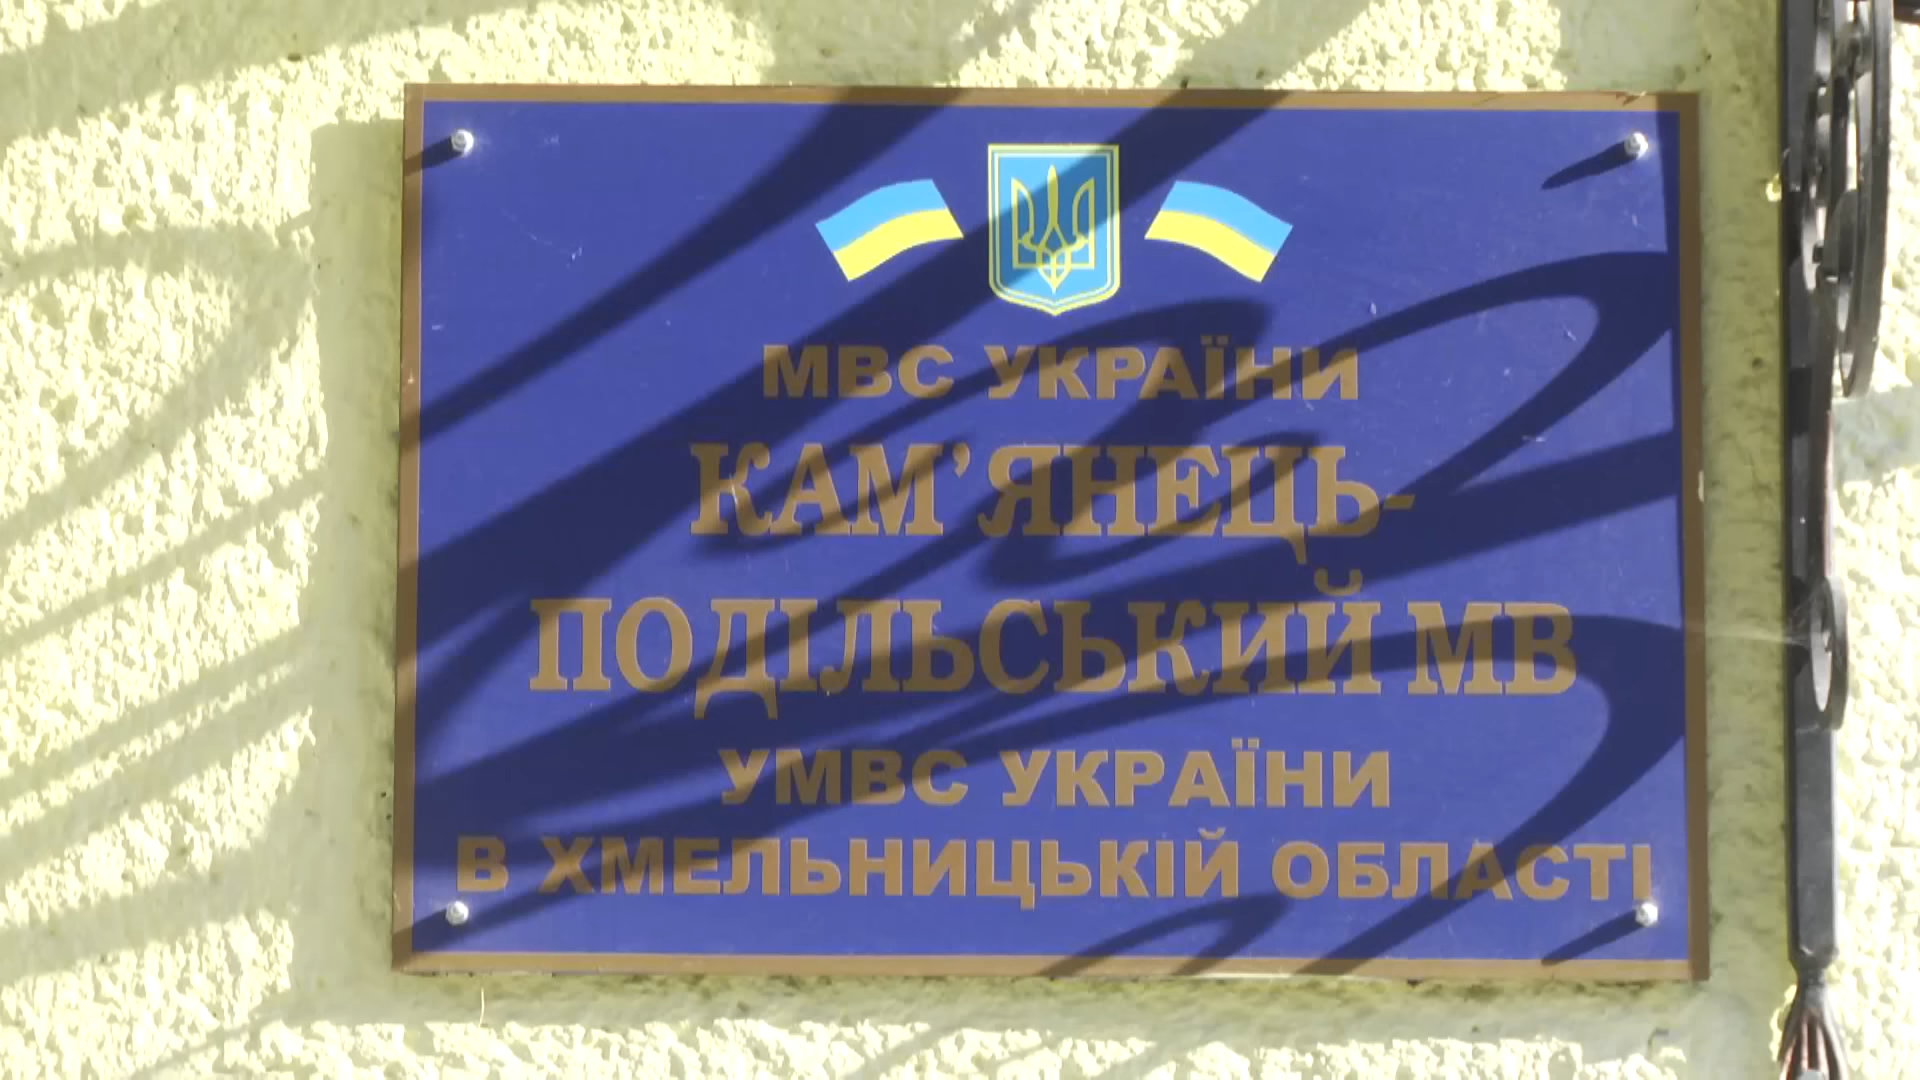 МВС УКРАЇНИ
КАМ’ЯНЕЦЬ-
ПОДІЛЬСЬКИЙ МВ
УМВС УКРАЇНИ
В ХМЕЛЬНИЦЬКІЙ ОБЛАСТІ